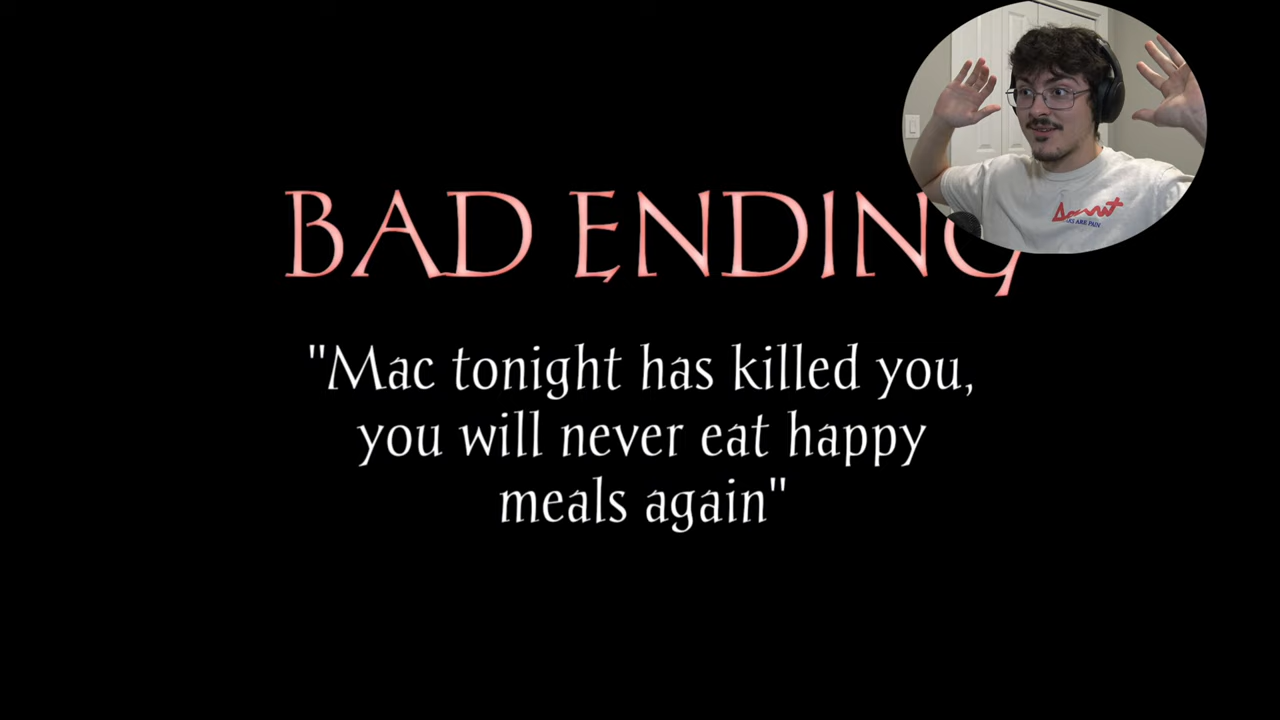 BAD ENDING
"Mac tonight has killed you,
you will never eat happy
meals again"